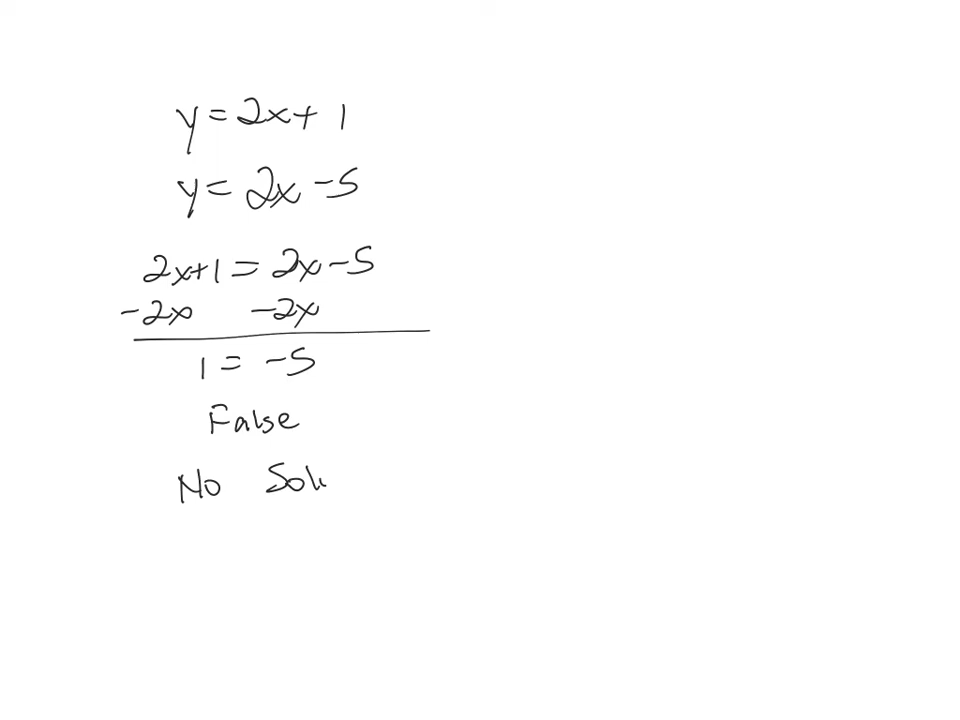 y = 2x + 1
y = 2x - 5
2x+1 = 2x - 5
-2x -2x
1 = -5
False
No Sol